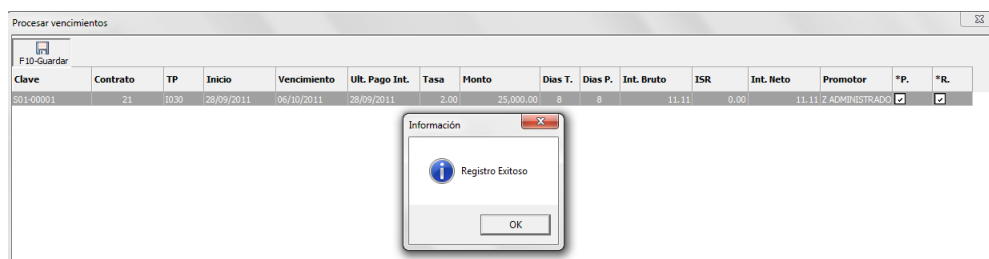 Procesar vencimientos
F10-Guardar
Clave Contrato TP Inicio Vencimiento Ult. Pago Int. Tasa Monto Dias T. Dias P. Int. Bruto ISR Int. Neto Promotor *P. *R.
S01-00001 21 I030 28/09/2011 06/10/2011 28/09/2011 2.00 25,000.00 8 8 11.11 0.00 11.11 Z ADMINISTRADO
Información
Registro Exitoso
OK